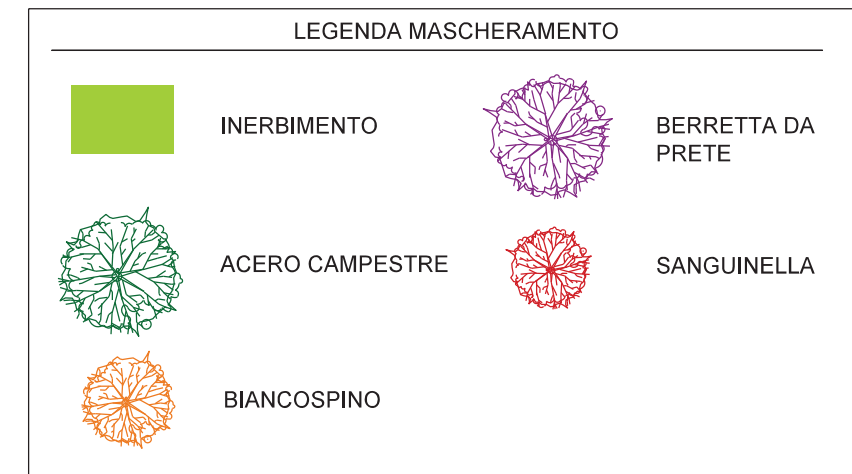 LEGENDA MASCHERAMENTO
INERBIMENTO
ACERO CAMPESTRE
BIANCOSPINO
BERRETTA DA
PRETE
SANGUINELLA